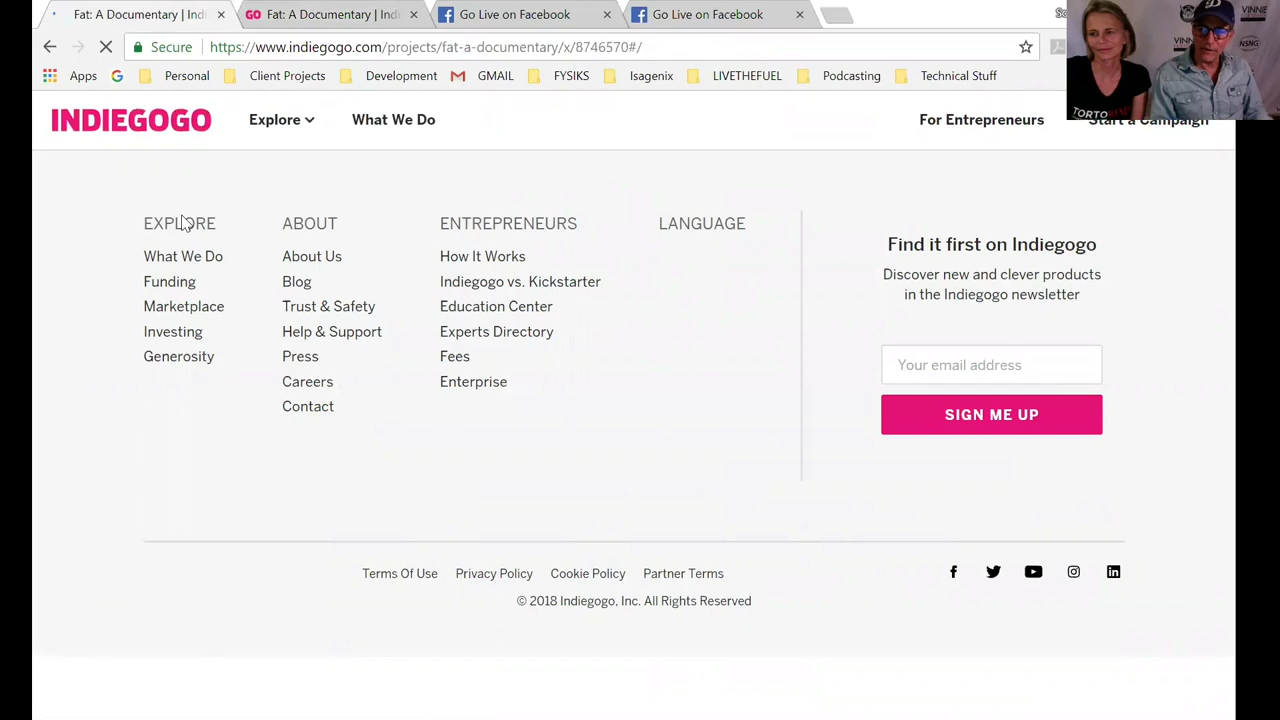 Fat: A Documentary | Indi
Fat: A Documentary | Indi
Go Live on Facebook
Go Live on Facebook
Secure
https://www.indiegogo.com/projects/fat-a-documentary/x/8746570#/
Apps
Personal
Client Projects
Development
GMAIL
FYSIKS
Isagenix
LIVETHEFUEL
Podcasting
Technical Stuff
VINNIE
NSNG
INDIEGOGO
Explore
What We Do
For Entrepreneurs
Start a Campaign
EXPLORE
What We Do
Funding
Marketplace
Investing
Generosity
ABOUT
About Us
Blog
Trust & Safety
Help & Support
Press
Careers
Contact
ENTREPRENEURS
How It Works
Indiegogo vs. Kickstarter
Education Center
Experts Directory
Fees
Enterprise
LANGUAGE
Find it first on Indiegogo
Discover new and clever products
in the Indiegogo newsletter
Your email address
SIGN ME UP
Terms Of Use
Privacy Policy
Cookie Policy
Partner Terms
© 2018 Indiegogo, Inc. All Rights Reserved